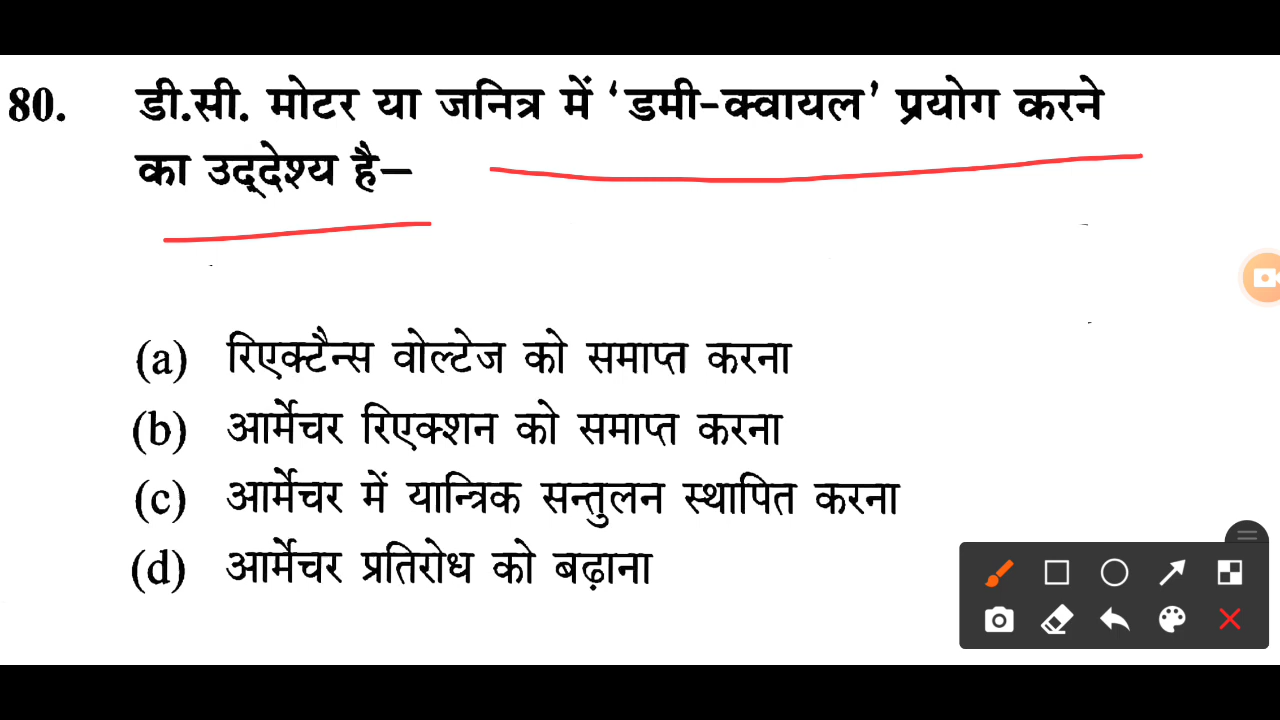 80. डी.सी. मोटर या जनित्र में ‘डमी-क्वायल’ प्रयोग करने
का उद्देश्य है–
(a) रिएक्टैन्स वोल्टेज को समाप्त करना
(b) आर्मेचर रिएक्शन को समाप्त करना
(c) आर्मेचर में यान्त्रिक सन्तुलन स्थापित करना
(d) आर्मेचर प्रतिरोध को बढ़ाना